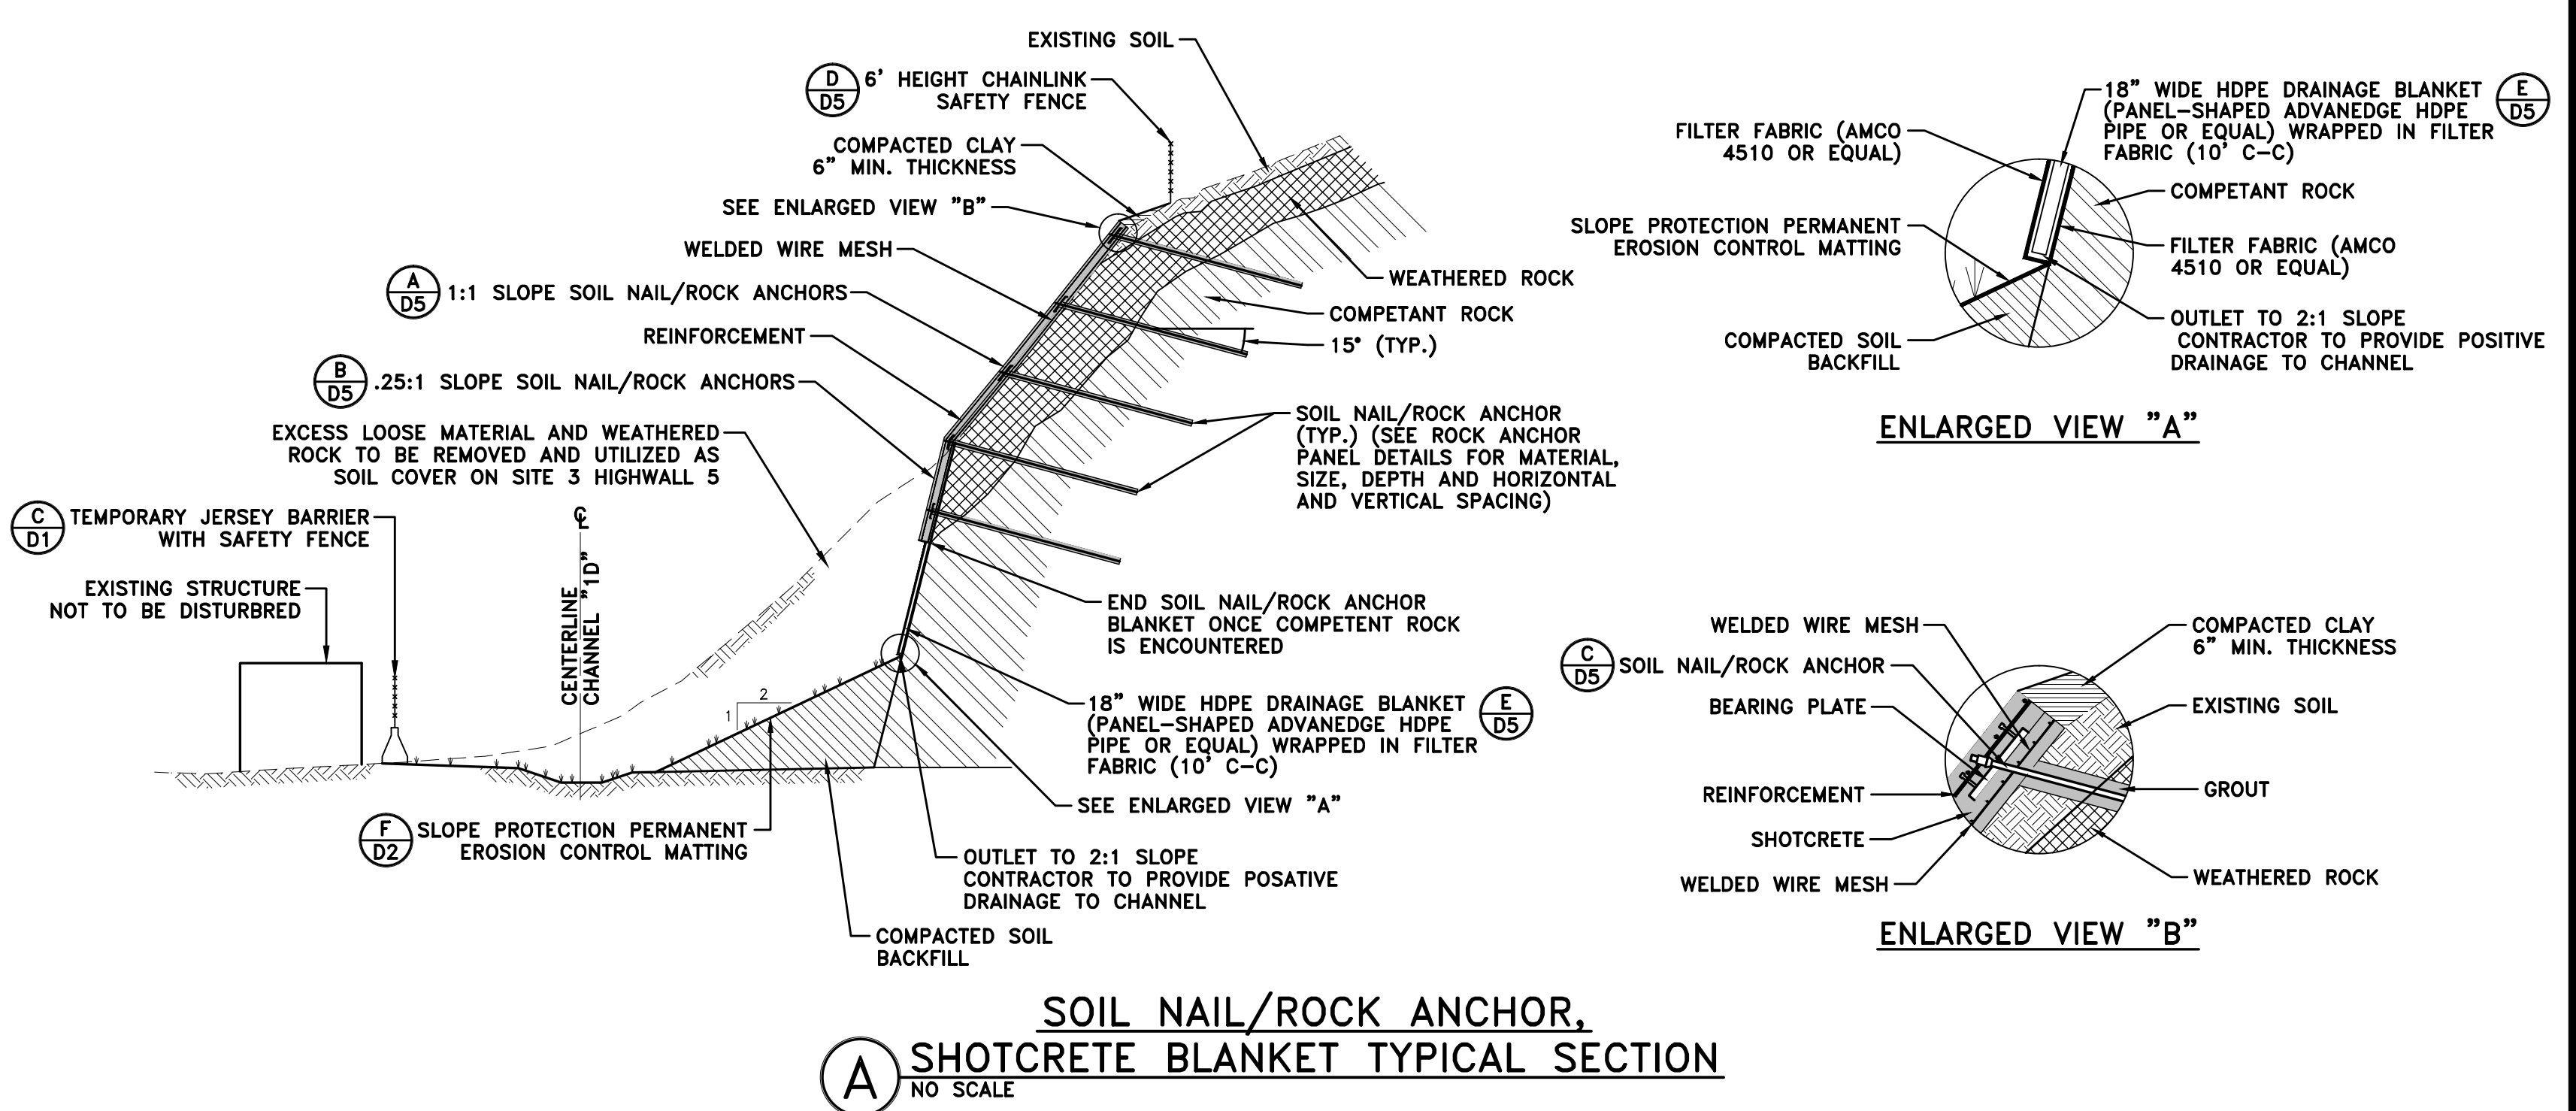 EXISTING SOIL
D
D5
6' HEIGHT CHAINLINK
SAFETY FENCE
COMPACTED CLAY
6" MIN. THICKNESS
SEE ENLARGED VIEW "B"
WELDED WIRE MESH
A
D5
1:1 SLOPE SOIL NAIL/ROCK ANCHORS
REINFORCEMENT
B
D5
.25:1 SLOPE SOIL NAIL/ROCK ANCHORS
EXCESS LOOSE MATERIAL AND WEATHERED
ROCK TO BE REMOVED AND UTILIZED AS
SOIL COVER ON SITE 3 HIGHWALL 5
C
D1
TEMPORARY JERSEY BARRIER
WITH SAFETY FENCE
EXISTING STRUCTURE
NOT TO BE DISTURBRED
CL
CENTERLINE
CHANNEL "1D"
WEATHERED ROCK
COMPETANT ROCK
15° (TYP.)
SOIL NAIL/ROCK ANCHOR
(TYP.) (SEE ROCK ANCHOR
PANEL DETAILS FOR MATERIAL,
SIZE, DEPTH AND HORIZONTAL
AND VERTICAL SPACING)
END SOIL NAIL/ROCK ANCHOR
BLANKET ONCE COMPETENT ROCK
IS ENCOUNTERED
2
1
18" WIDE HDPE DRAINAGE BLANKET
(PANEL-SHAPED ADVANEDGE HDPE
PIPE OR EQUAL) WRAPPED IN FILTER
FABRIC (10' C-C)
E
D5
SEE ENLARGED VIEW "A"
F
D2
SLOPE PROTECTION PERMANENT
EROSION CONTROL MATTING
OUTLET TO 2:1 SLOPE
CONTRACTOR TO PROVIDE POSATIVE
DRAINAGE TO CHANNEL
COMPACTED SOIL
BACKFILL
18" WIDE HDPE DRAINAGE BLANKET
(PANEL-SHAPED ADVANEDGE HDPE
PIPE OR EQUAL) WRAPPED IN FILTER
FABRIC (10' C-C)
E
D5
FILTER FABRIC (AMCO
4510 OR EQUAL)
COMPETANT ROCK
SLOPE PROTECTION PERMANENT
EROSION CONTROL MATTING
FILTER FABRIC (AMCO
4510 OR EQUAL)
COMPACTED SOIL
BACKFILL
OUTLET TO 2:1 SLOPE
CONTRACTOR TO PROVIDE POSITIVE
DRAINAGE TO CHANNEL
ENLARGED VIEW "A"
WELDED WIRE MESH
C
D5
SOIL NAIL/ROCK ANCHOR
BEARING PLATE
REINFORCEMENT
SHOTCRETE
WELDED WIRE MESH
COMPACTED CLAY
6" MIN. THICKNESS
EXISTING SOIL
GROUT
WEATHERED ROCK
ENLARGED VIEW "B"
SOIL NAIL/ROCK ANCHOR,
A
SHOTCRETE BLANKET TYPICAL SECTION
NO SCALE